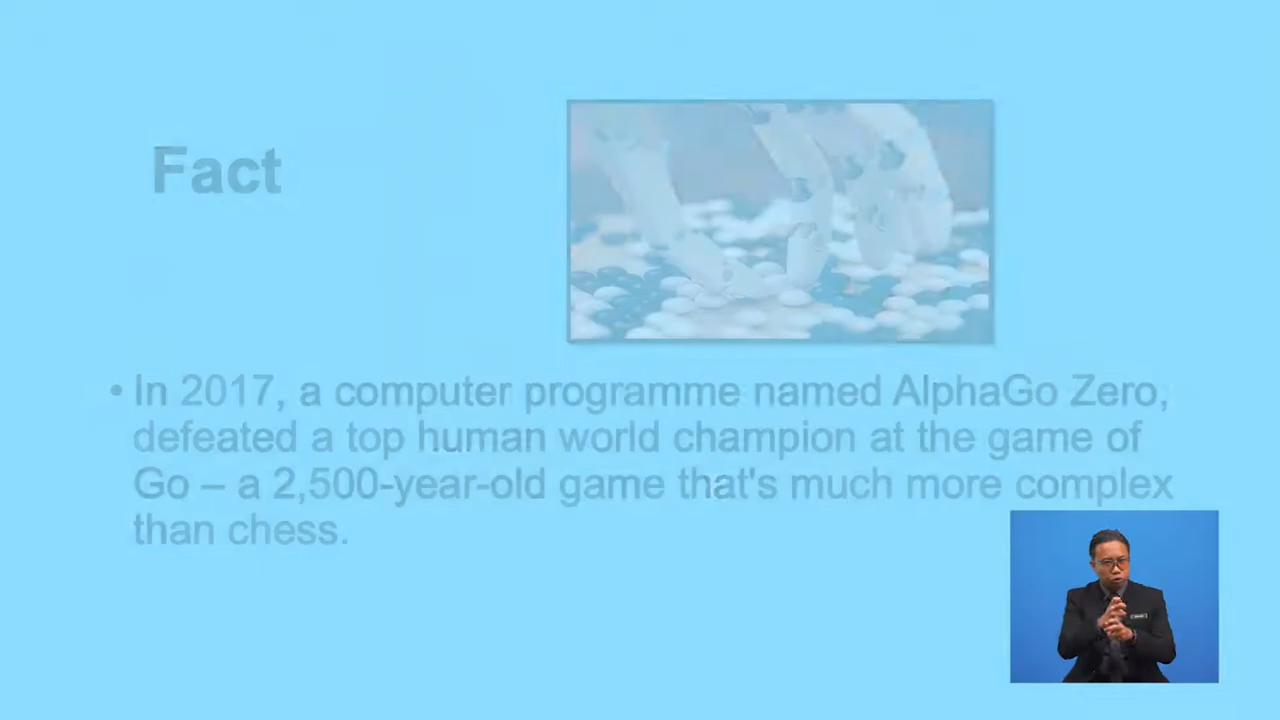 Fact
• In 2017, a computer programme named AlphaGo Zero,
defeated a top human world champion at the game of
Go – a 2,500-year-old game that's much more complex
than chess.